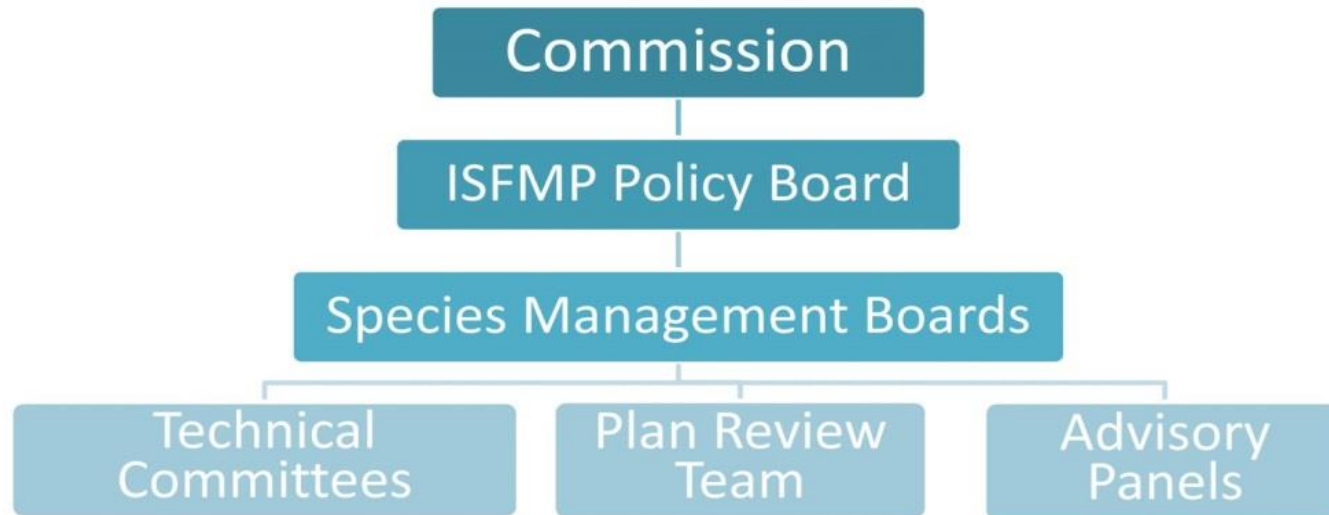 Commission
ISFMP Policy Board
Species Management Boards
Technical
Committees
Plan Review
Team
Advisory
Panels